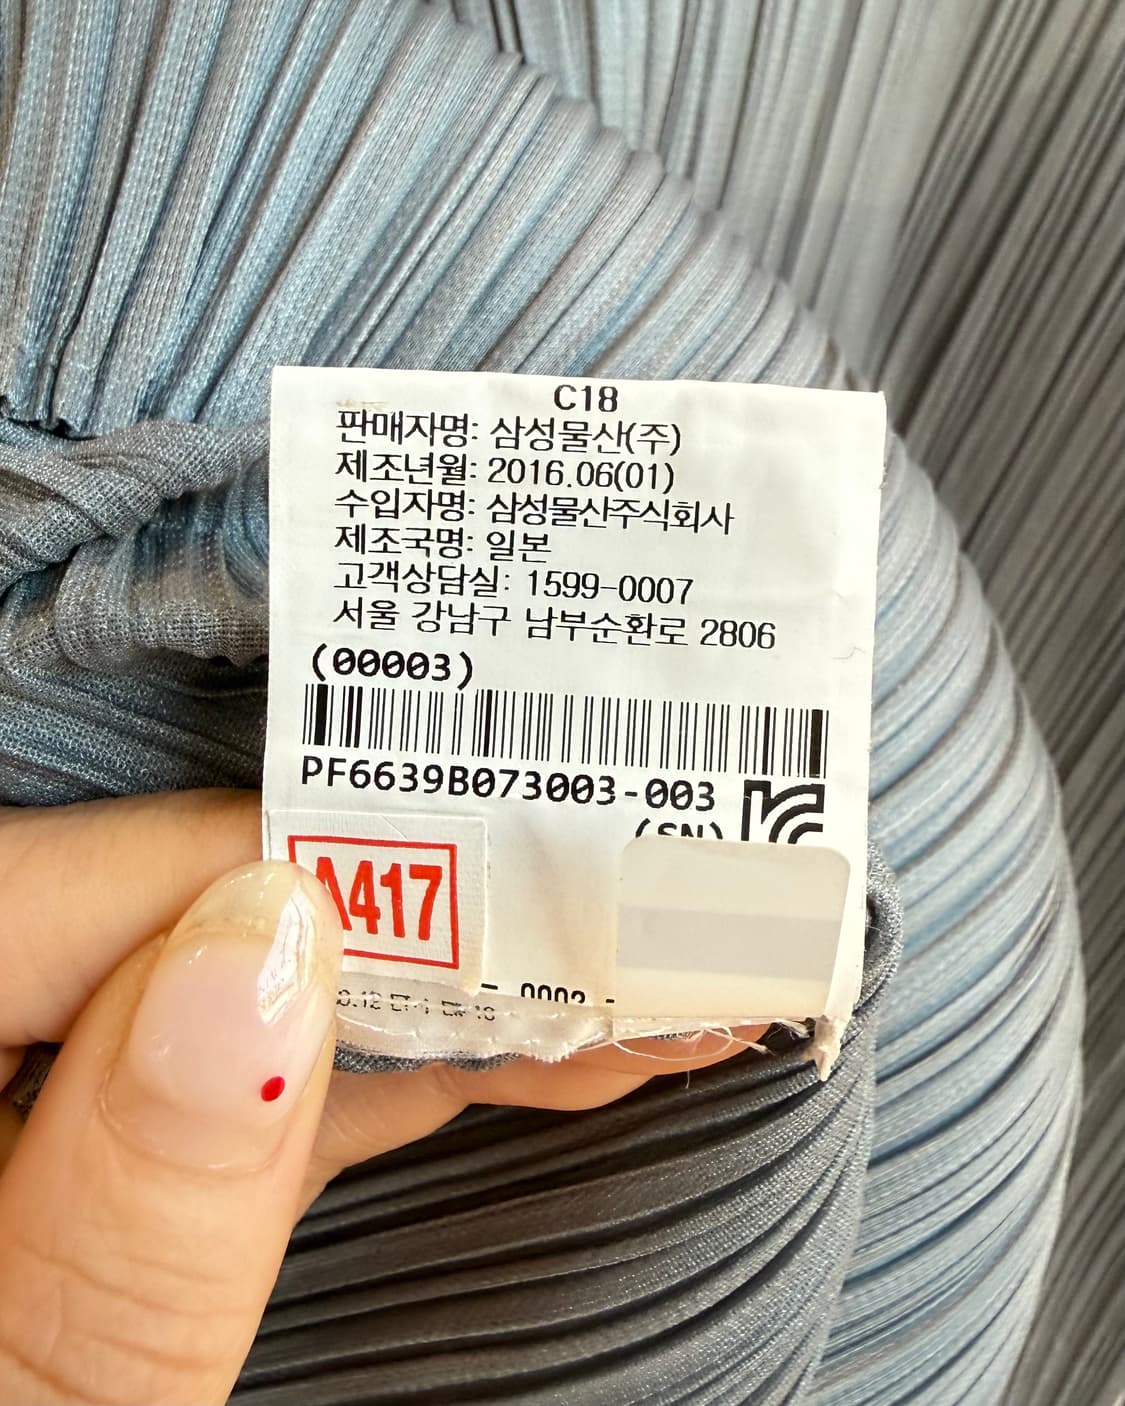 C18
판매자명: 삼성물산(주)
제조년월: 2016.06(01)
수입자명: 삼성물산주식회사
제조국명: 일본
고객상담실: 1599-0007
서울 강남구 남부순환로 2806
(00003)
PF6639B073003-003
(SN)
A417
- 0002 -